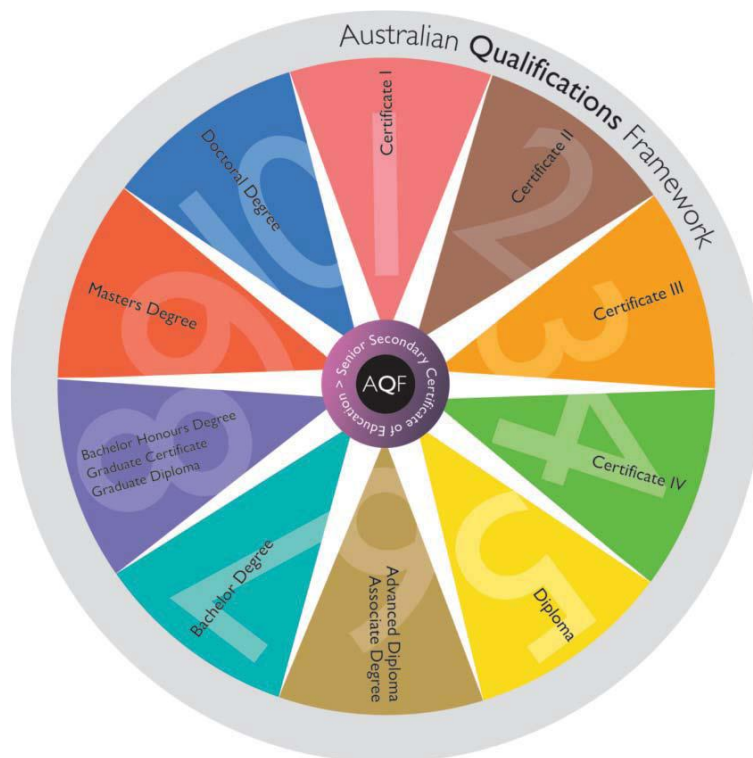 Australian Qualifications Framework
1
Certificate I
2
Certificate II
3
Certificate III
4
Certificate IV
5
Diploma
6
Advanced Diploma
Associate Degree
7
Bachelor Degree
8
Bachelor Honours Degree
Graduate Certificate
Graduate Diploma
9
Masters Degree
10
Doctoral Degree
Senior Secondary Certificate of Education <
AQF